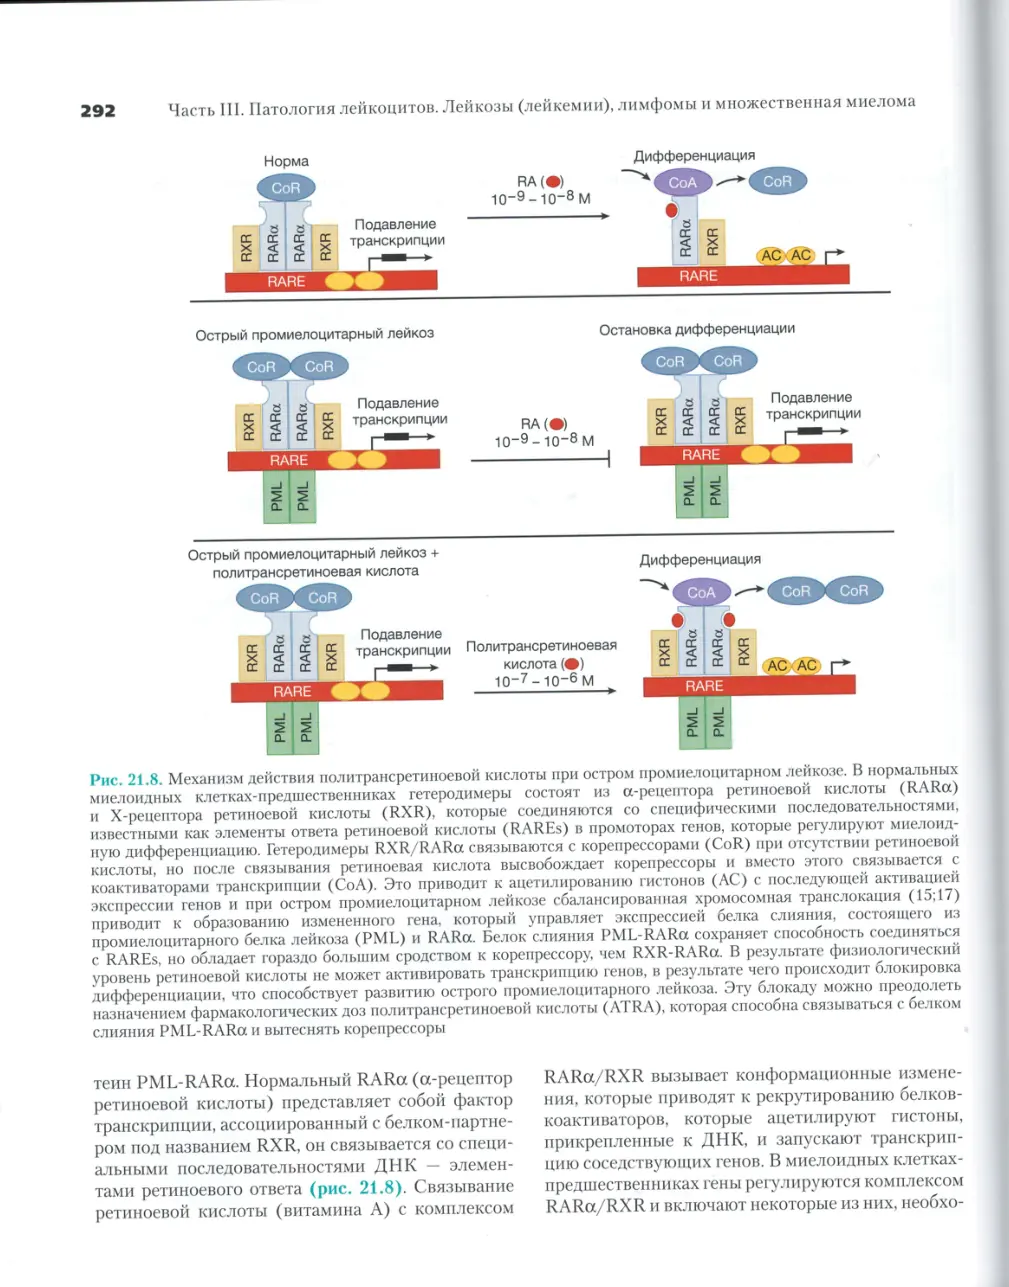 292 Часть III. Патология лейкоцитов. Лейкозы (лейкемии), лимфомы и множественная миелома
Норма
CoR
RXR
RARα
RARα
RXR
Подавление
транскрипции
RARE
RA ( )
10−9 – 10−8 М
Дифференциация
CoA
CoR
RARα
RXR
AC AC
RARE
Острый промиелоцитарный лейкоз
CoR CoR
RXR
RARα
RARα
RXR
Подавление
транскрипции
RARE
PML
PML
RA ( )
10−9 – 10−8 М
Остановка дифференциации
CoR CoR
RXR
RARα
RARα
RXR
Подавление
транскрипции
RARE
PML
PML
Острый промиелоцитарный лейкоз +
политрансретиноевая кислота
CoR CoR
RXR
RARα
RARα
RXR
Подавление
транскрипции
RARE
PML
PML
Политрансретиноевая
кислота ( )
10−7 – 10−6 М
Дифференциация
CoA
CoR CoR
RXR
RARα
RARα
RXR
AC AC
RARE
PML
PML
Рис. 21.8. Механизм действия политрансретиноевой кислоты при остром промиелоцитарном лейкозе. В нормальных
миелоидных клетках-предшественниках гетеродимеры состоят из α-рецептора ретиноевой кислоты (RARα)
и X-рецептора ретиноевой кислоты (RXR), которые соединяются со специфическими последовательностями,
известными как элементы ответа ретиноевой кислоты (RAREs) в промоторах генов, которые регулируют миелоид-
ную дифференциацию. Гетеродимеры RXR/RARα связываются с корепрессорами (CoR) при отсутствии ретиноевой
кислоты, но после связывания ретиноевая кислота высвобождает корепрессоры и вместо этого связывается с
коактиваторами транскрипции (CoA). Это приводит к ацетилированию гистонов (AC) с последующей активацией
экспрессии генов и при остром промиелоцитарном лейкозе сбалансированная хромосомная транслокация (15;17)
приводит к образованию измененного гена, который управляет экспрессией белка слияния, состоящего из
промиелоцитарного белка лейкоза (PML) и RARα. Белок слияния PML-RARα сохраняет способность соединяться
с RAREs, но обладает гораздо большим сродством к корепрессору, чем RXR-RARα. В результате физиологический
уровень ретиноевой кислоты не может активировать транскрипцию генов, в результате чего происходит блокировка
дифференциации, что способствует развитию острого промиелоцитарного лейкоза. Эту блокаду можно преодолеть
назначением фармакологических доз политрансретиноевой кислоты (ATRA), которая способна связываться с белком
слияния PML-RARα и вытеснять корепрессоры
теин PML-RARα. Нормальный RARα (α-рецептор
ретиноевой кислоты) представляет собой фактор
транскрипции, ассоциированный с белком-партне-
ром под названием RXR, он связывается со специ-
альными последовательностями ДНК — элемен-
тами ретиноевого ответа (рис. 21.8). Связывание
ретиноевой кислоты (витамина А) с комплексом
RARα/RXR вызывает конформационные измене-
ния, которые приводят к рекрутированию белков-
коактиваторов, которые ацетилируют гистоны,
прикрепленные к ДНК, и запускают транскрип-
цию соседствующих генов. В миелоидных клетках-
предшественниках гены регулируются комплексом
RARα/RXR и включают некоторые из них, необхо-